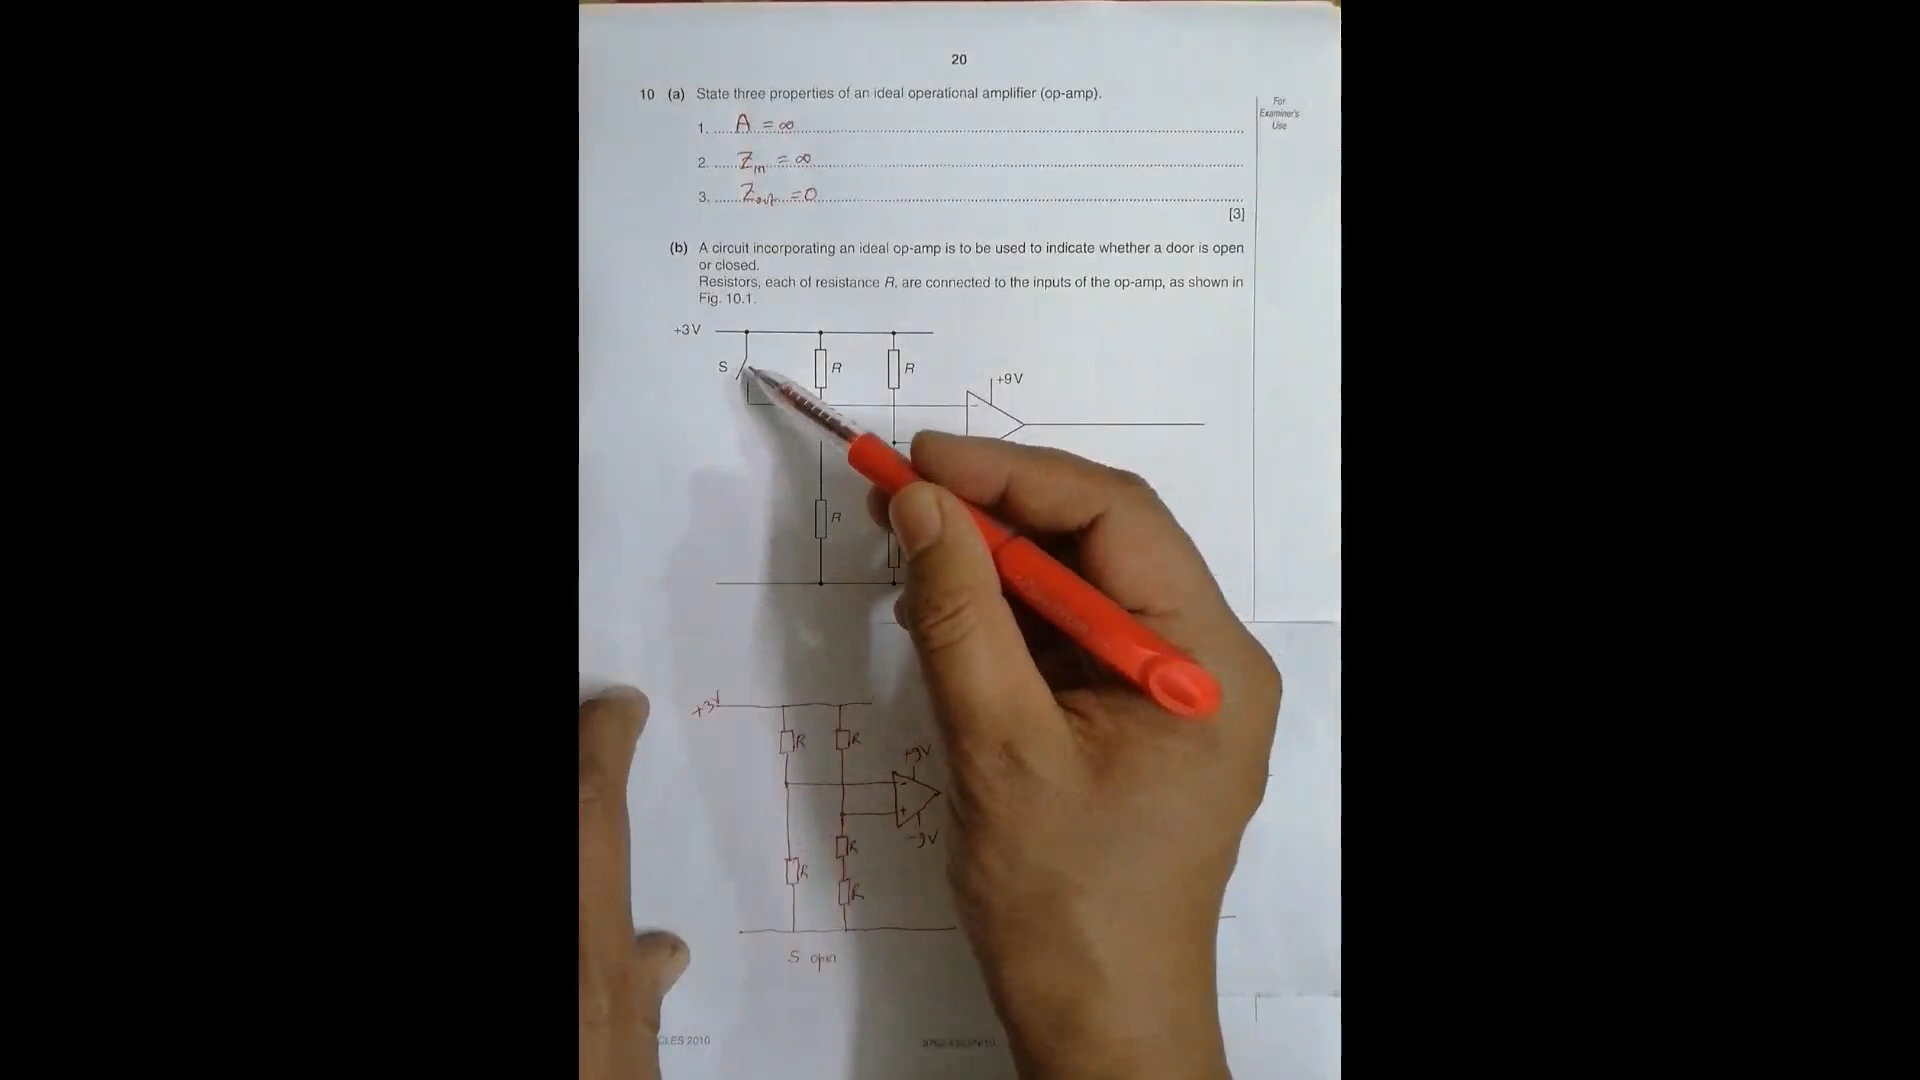 20
10 (a) State three properties of an ideal operational amplifier (op-amp).
For
Examiner's
Use
1. A = ∞
2. Zin = ∞
3. Zout = 0
[3]
(b) A circuit incorporating an ideal op-amp is to be used to indicate whether a door is open
or closed.
Resistors, each of resistance R, are connected to the inputs of the op-amp, as shown in
Fig. 10.1.
+3 V
S
R
R
+9 V
–
R
+3V
R
R
+9V
-
+
-9V
R
R
R
S open
CLES 2010